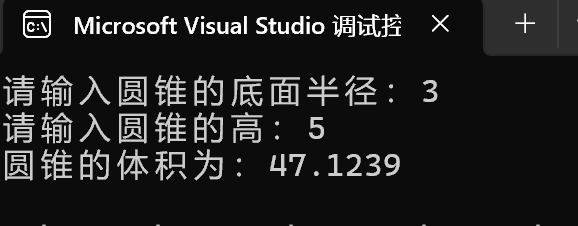 Microsoft Visual Studio 调试控
请输入圆锥的底面半径：3
请输入圆锥的高：5
圆锥的体积为：47.1239